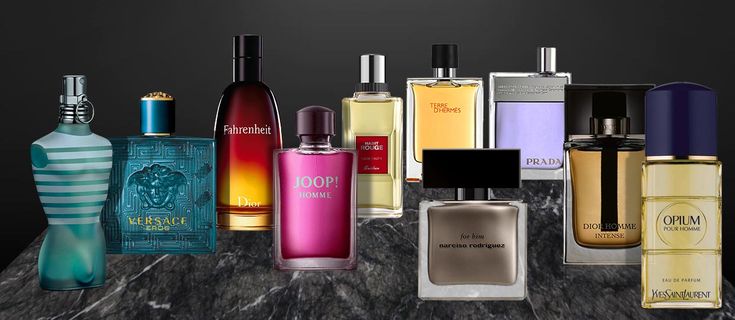 VERSACE
EROS
Fahrenheit
Dior
JOOP!
HOMME
HABIT
ROUGE
Guerlain
TERRE
D'HERMÈS
for him
narciso rodriguez
PRADA
DIOR HOMME
INTENSE
OPIUM
POUR HOMME
EAU DE PARFUM
YVES SAINT LAURENT